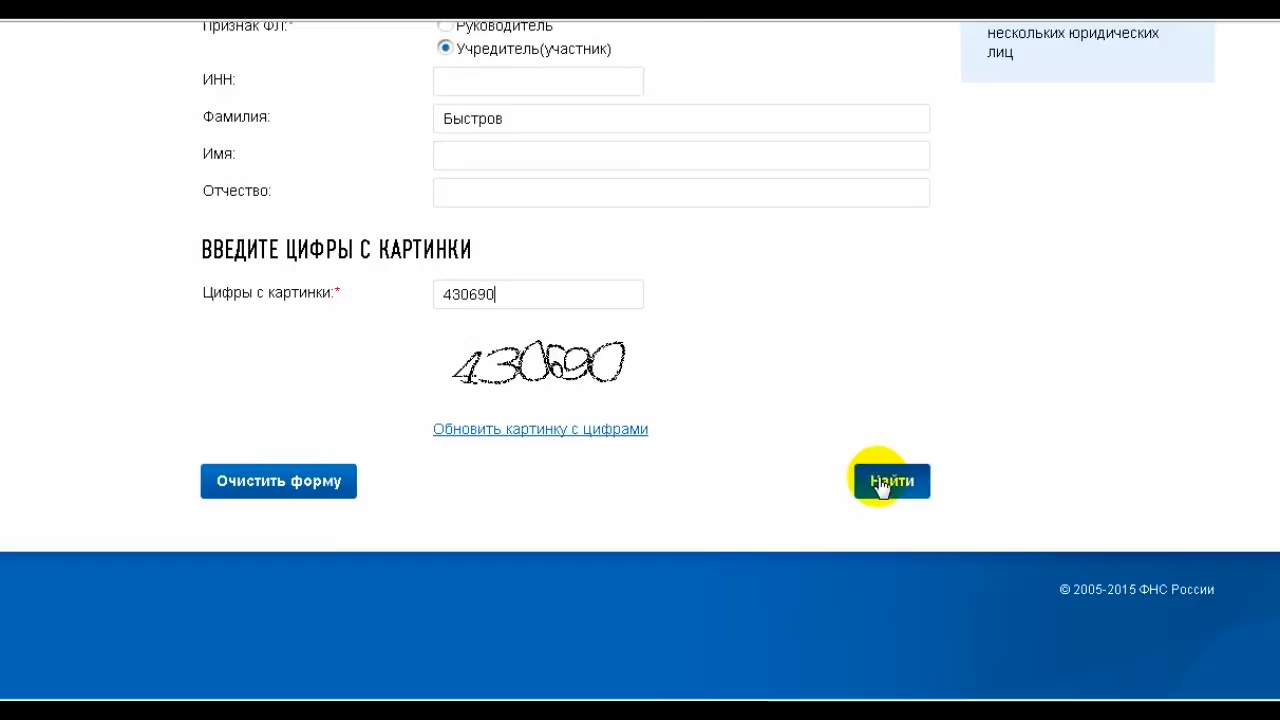 Признак ФЛ:*
Руководитель
нескольких юридических
лиц
Учредитель(участник)
ИНН:
Фамилия:
Быстров
Имя:
Отчество:
ВВЕДИТЕ ЦИФРЫ С КАРТИНКИ
Цифры с картинки:*
430690
430690
Обновить картинку с цифрами
Очистить форму
Найти
© 2005-2015 ФНС России